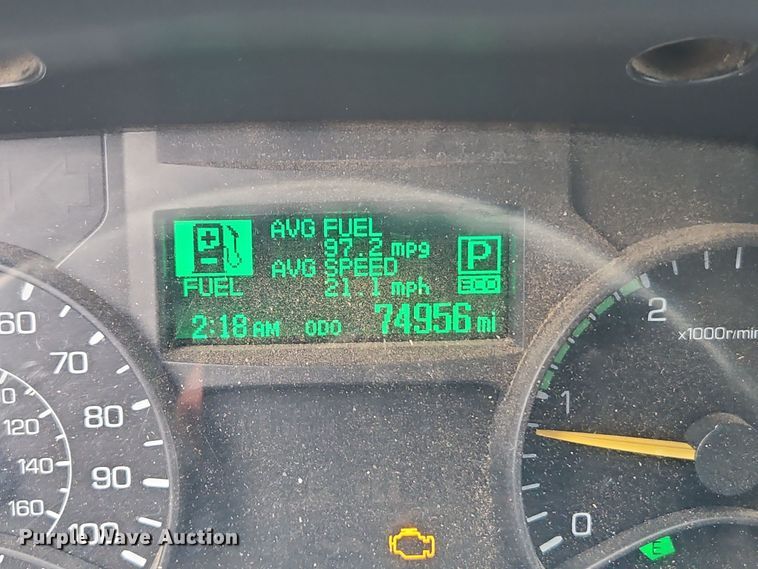 AVG FUEL
97.2 mpg
AVG SPEED
21.1 mph
FUEL
P
ECO
2:18 AM ODO 74956 mi
60
70
80
90
100
120
140
160
2
x1000r/min
1
0
E
Purple Wave Auction